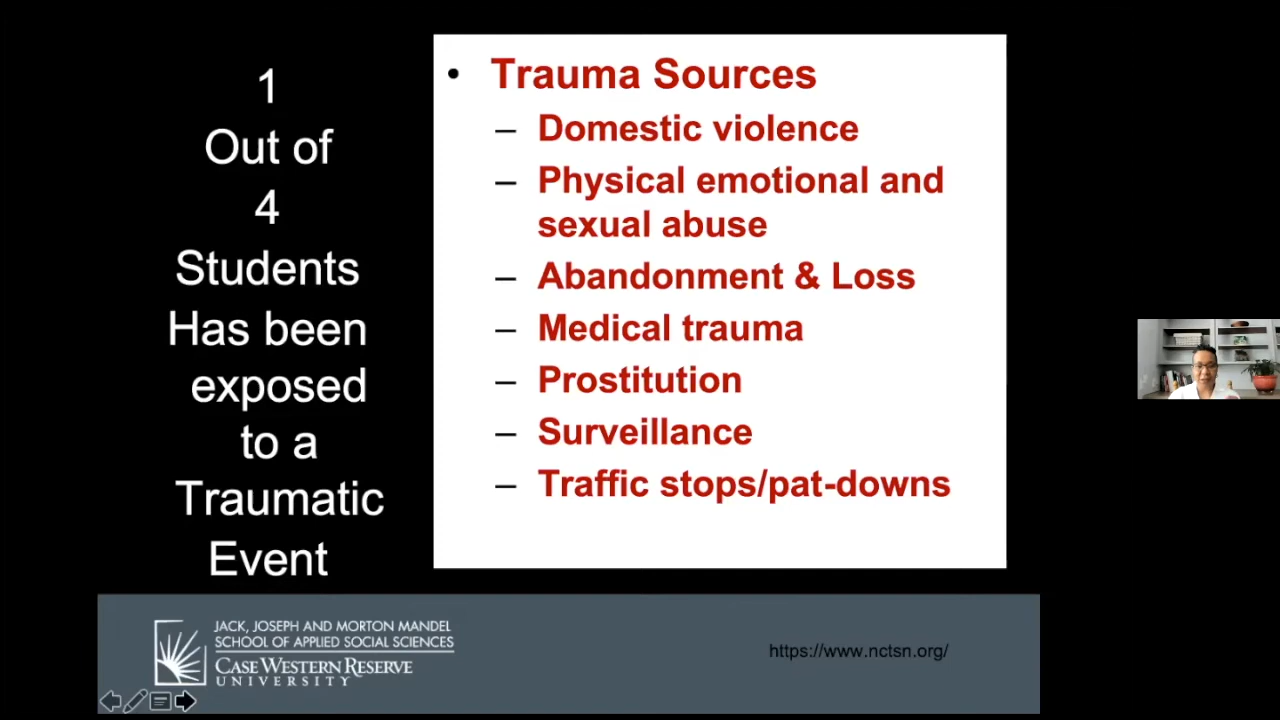 1
Out of
4
Students
Has been
exposed
to a
Traumatic
Event
• Trauma Sources
– Domestic violence
– Physical emotional and
sexual abuse
– Abandonment & Loss
– Medical trauma
– Prostitution
– Surveillance
– Traffic stops/pat-downs
JACK, JOSEPH AND MORTON MANDEL
SCHOOL OF APPLIED SOCIAL SCIENCES
CASE WESTERN RESERVE
UNIVERSITY
https://www.nctsn.org/